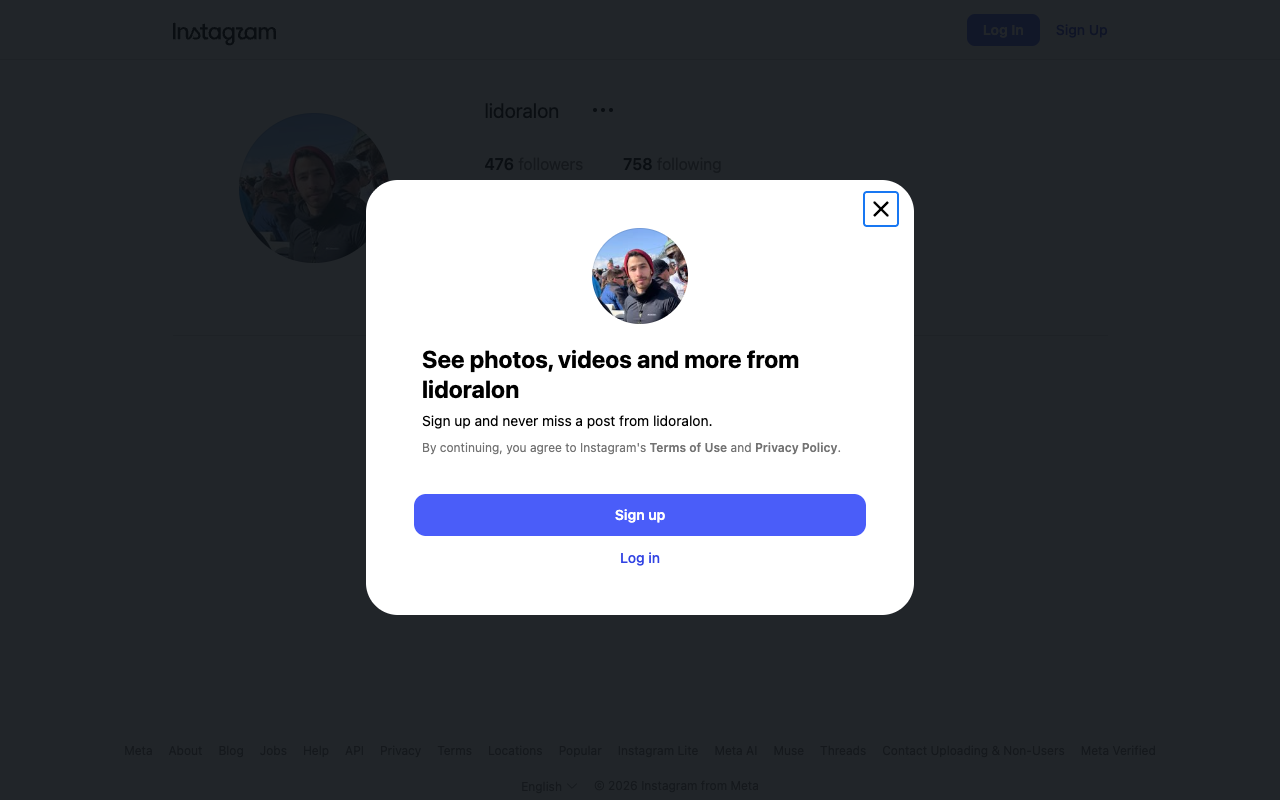 Instagram
Log In
Sign Up
lidoralon
476 followers
758 following
See photos, videos and more from
lidoralon
Sign up and never miss a post from lidoralon.
By continuing, you agree to Instagram's Terms of Use and Privacy Policy.
Sign up
Log in
Meta About Blog Jobs Help API Privacy Terms Locations Popular Instagram Lite Meta AI Muse Threads Contact Uploading & Non-Users Meta Verified
English © 2026 Instagram from Meta